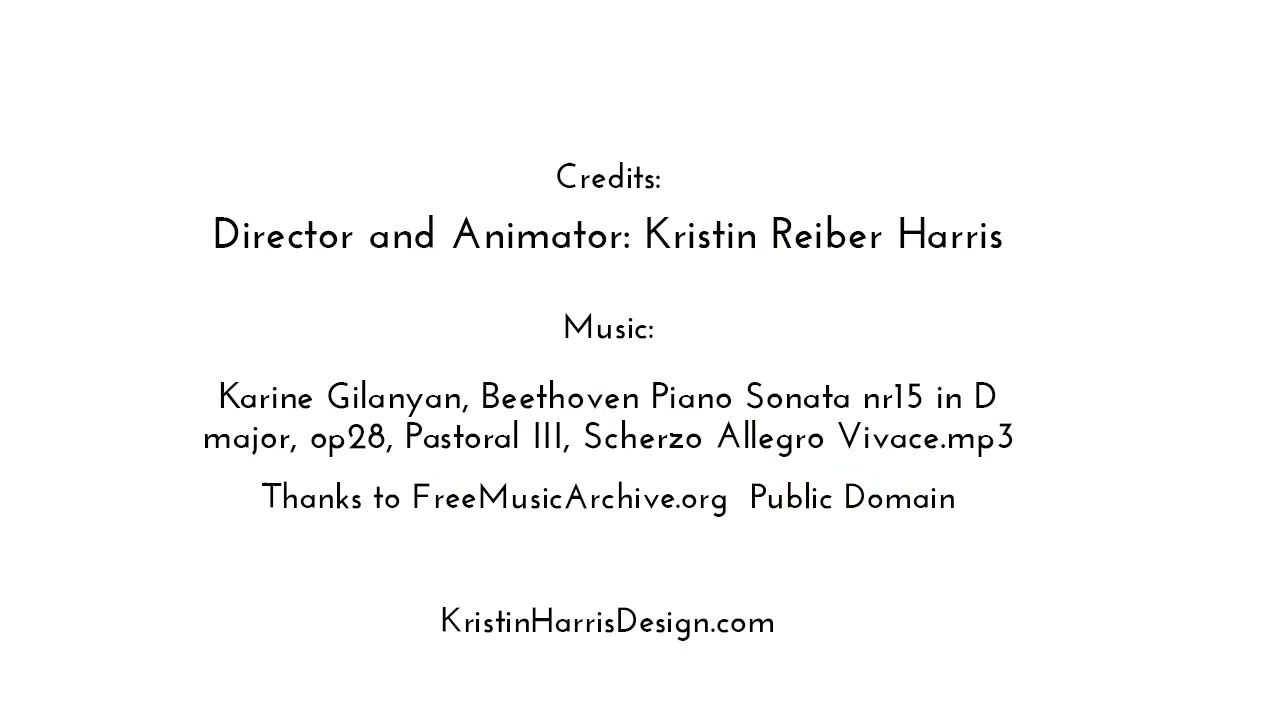 Credits:
Director and Animator: Kristin Reiber Harris
Music:
Karine Gilanyan, Beethoven Piano Sonata nr15 in D
major, op28, Pastoral III, Scherzo Allegro Vivace.mp3
Thanks to FreeMusicArchive.org  Public Domain
KristinHarrisDesign.com